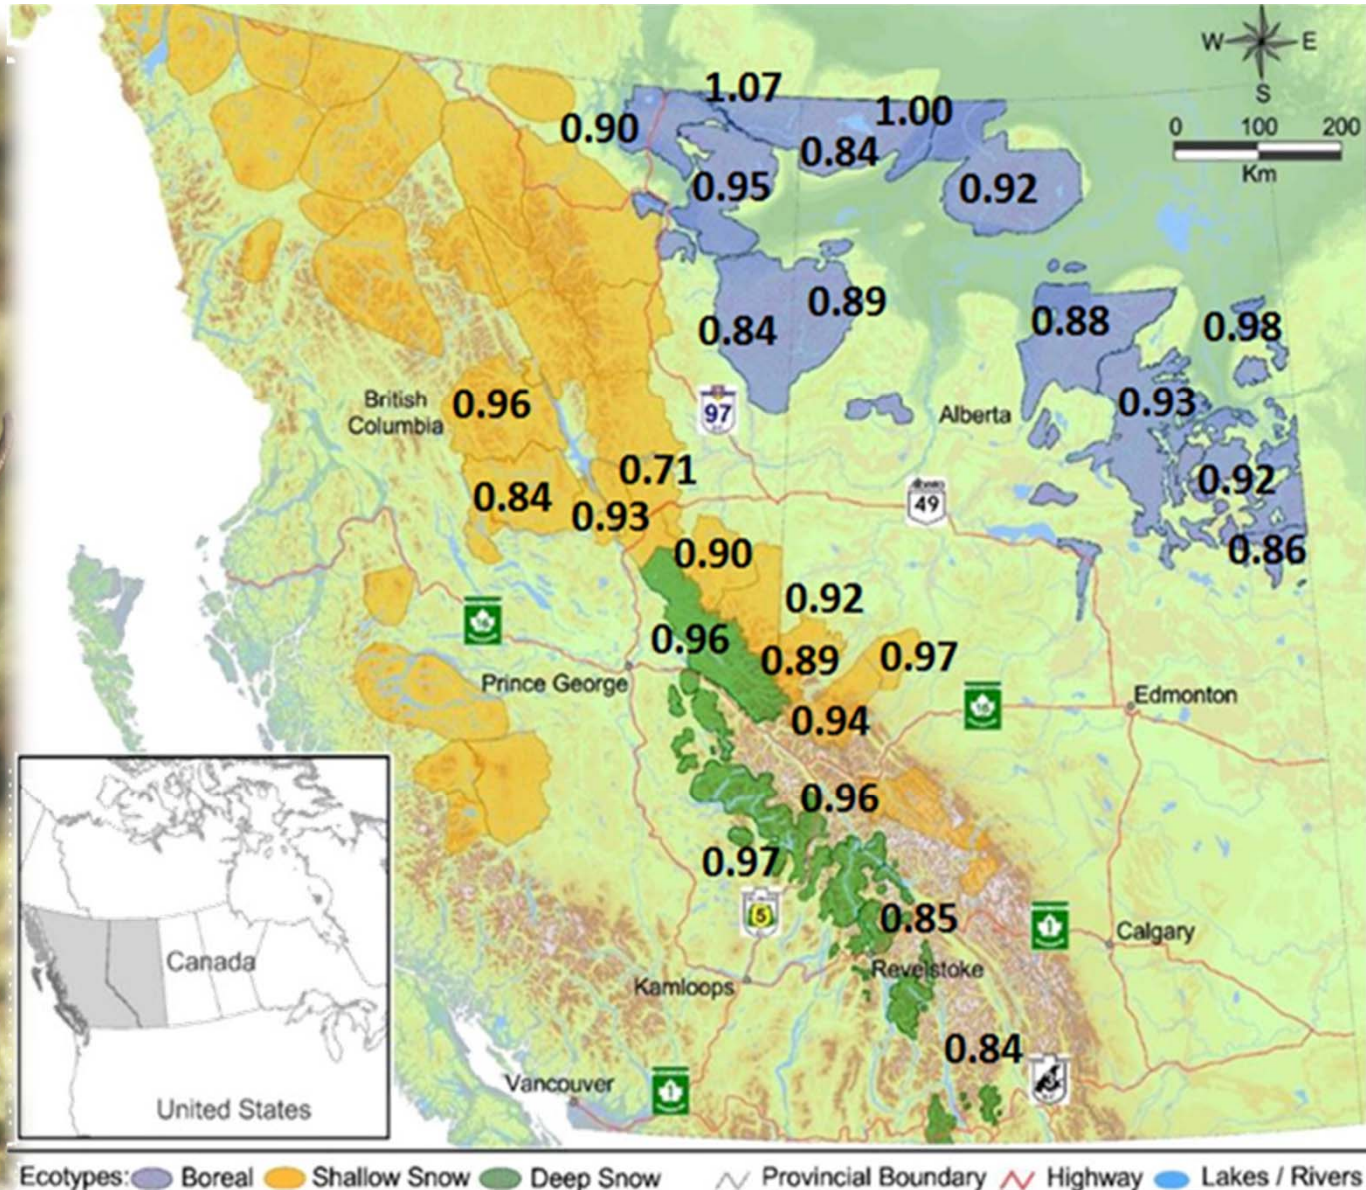 W E
S
0 100 200
Km
1.07
1.00
0.90
0.84
0.95
0.92
0.89
0.84
0.88
0.98
British
Columbia
0.96
97
Alberta
0.93
0.71
0.84
0.93
49
0.92
0.90
0.86
0.92
16
0.96
0.89
0.97
Prince George
0.94
16
Edmonton
0.96
0.97
5
0.85
1
Calgary
Canada
Kamloops
Revelstoke
0.84
Vancouver
1
3
United States
Ecotypes: Boreal Shallow Snow Deep Snow Provincial Boundary Highway Lakes / Rivers